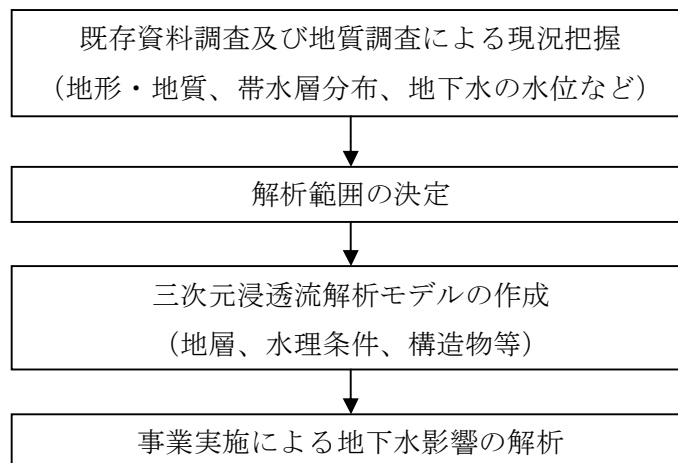 既存資料調査及び地質調査による現況把握
（地形・地質、帯水層分布、地下水の水位など）
解析範囲の決定
三次元浸透流解析モデルの作成
（地層、水理条件、構造物等）
事業実施による地下水影響の解析